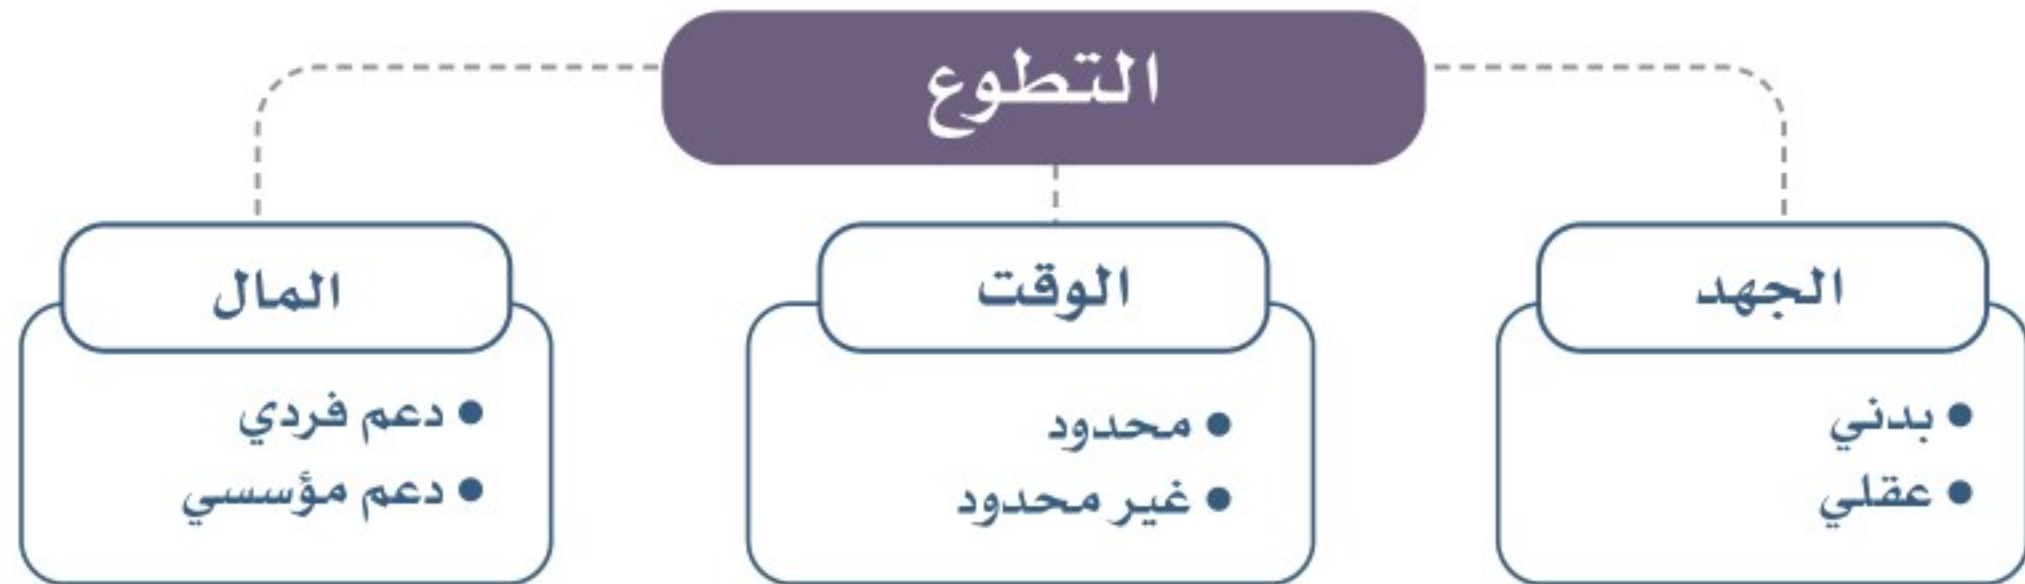 التطوع
الجهد
• بدني
• عقلي
الوقت
• محدود
• غير محدود
المال
• دعم فردي
• دعم مؤسسي